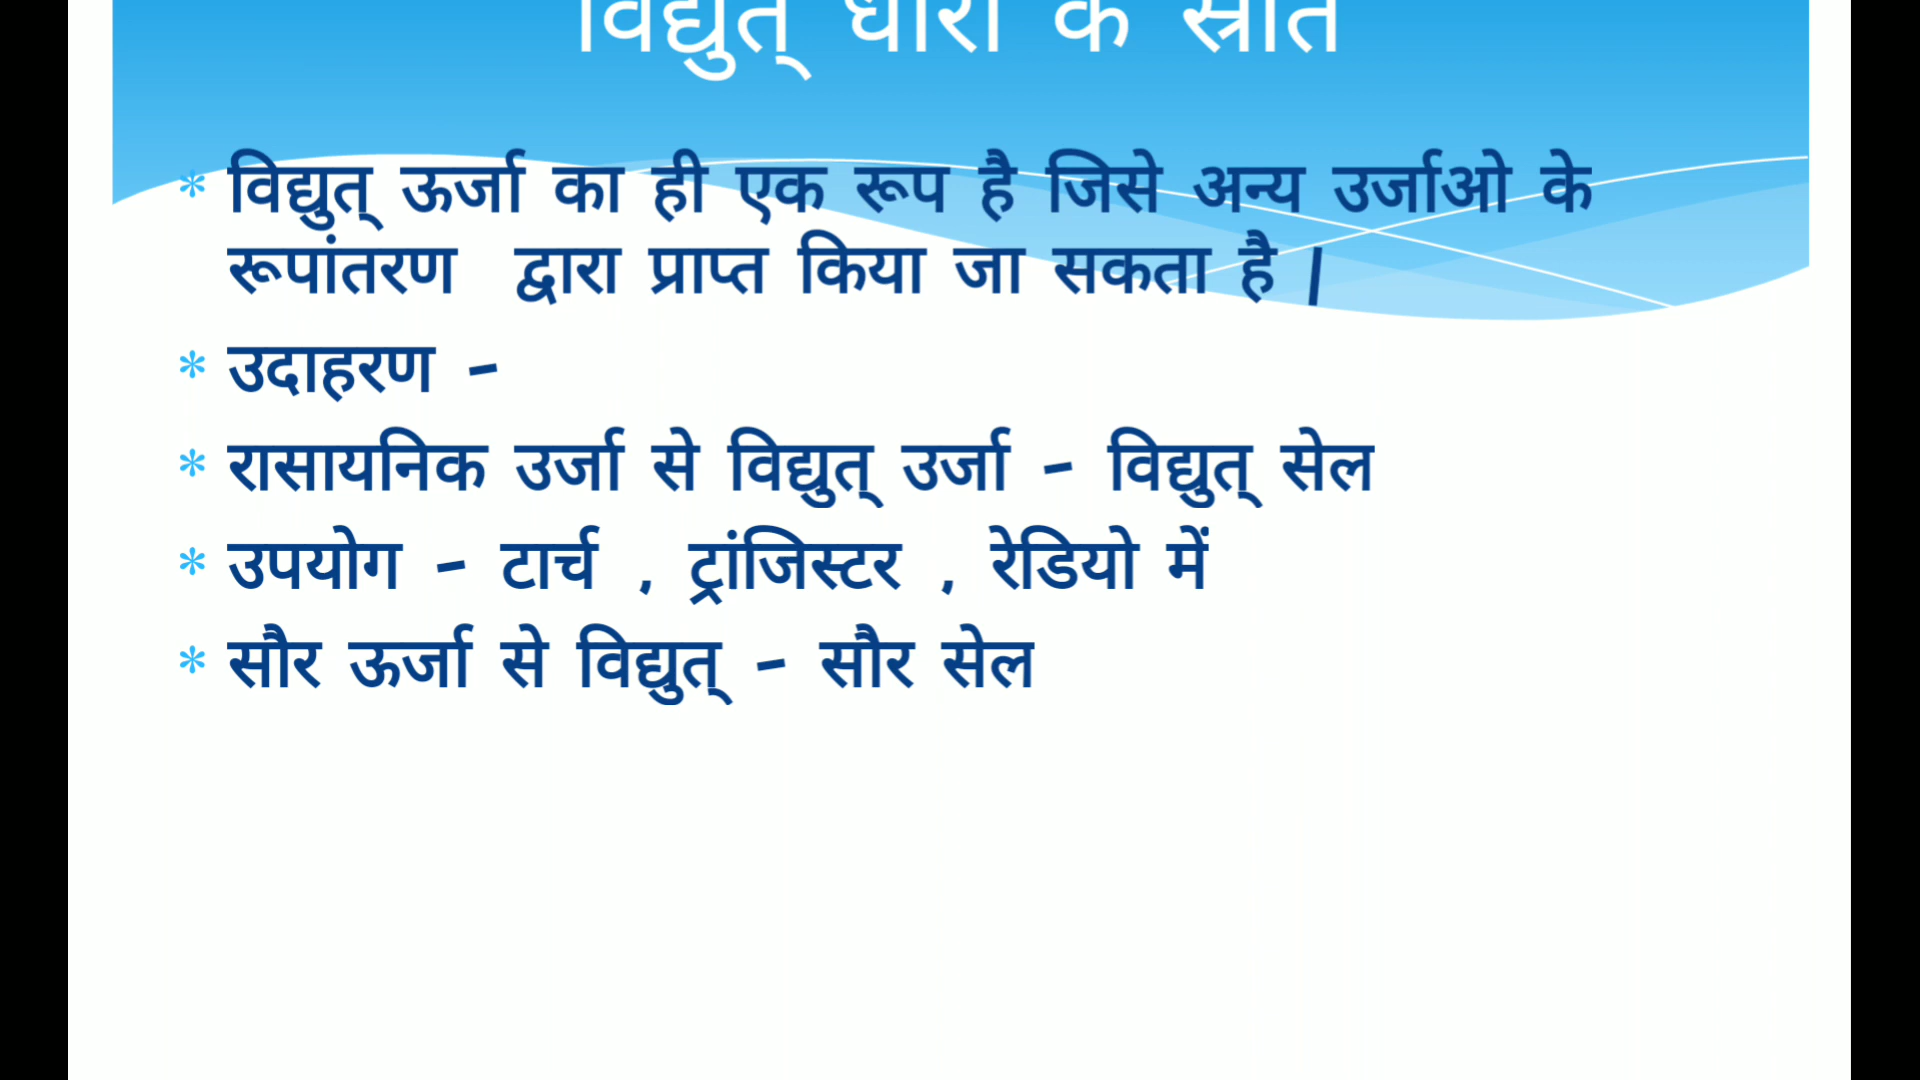 विद्युत् धारा के स्रोत
* विद्युत् ऊर्जा का ही एक रूप है जिसे अन्य उर्जाओ के
रूपांतरण द्वारा प्राप्त किया जा सकता है |
* उदाहरण -
* रासायनिक उर्जा से विद्युत् उर्जा - विद्युत् सेल
* उपयोग - टार्च , ट्रांजिस्टर , रेडियो में
* सौर ऊर्जा से विद्युत् - सौर सेल